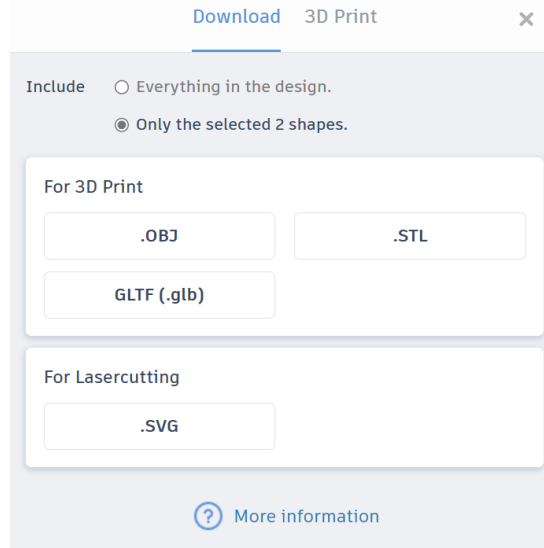 Download 3D Print ×
Include Everything in the design.
Only the selected 2 shapes.
For 3D Print
.OBJ .STL
GLTF (.glb)
For Lasercutting
.SVG
? More information